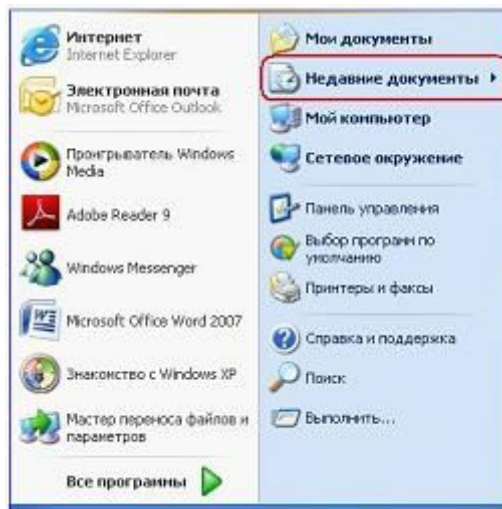 Интернет
Internet Explorer
Электронная почта
Microsoft Office Outlook
Проигрыватель Windows
Media
Adobe Reader 9
Windows Messenger
Microsoft Office Word 2007
Знакомство с Windows XP
Мастер переноса файлов и
параметров
Все программы
Мои документы
Недавние документы
Мой компьютер
Сетевое окружение
Панель управления
Выбор программ по
умолчанию
Принтеры и факсы
Справка и поддержка
Поиск
Выполнить...